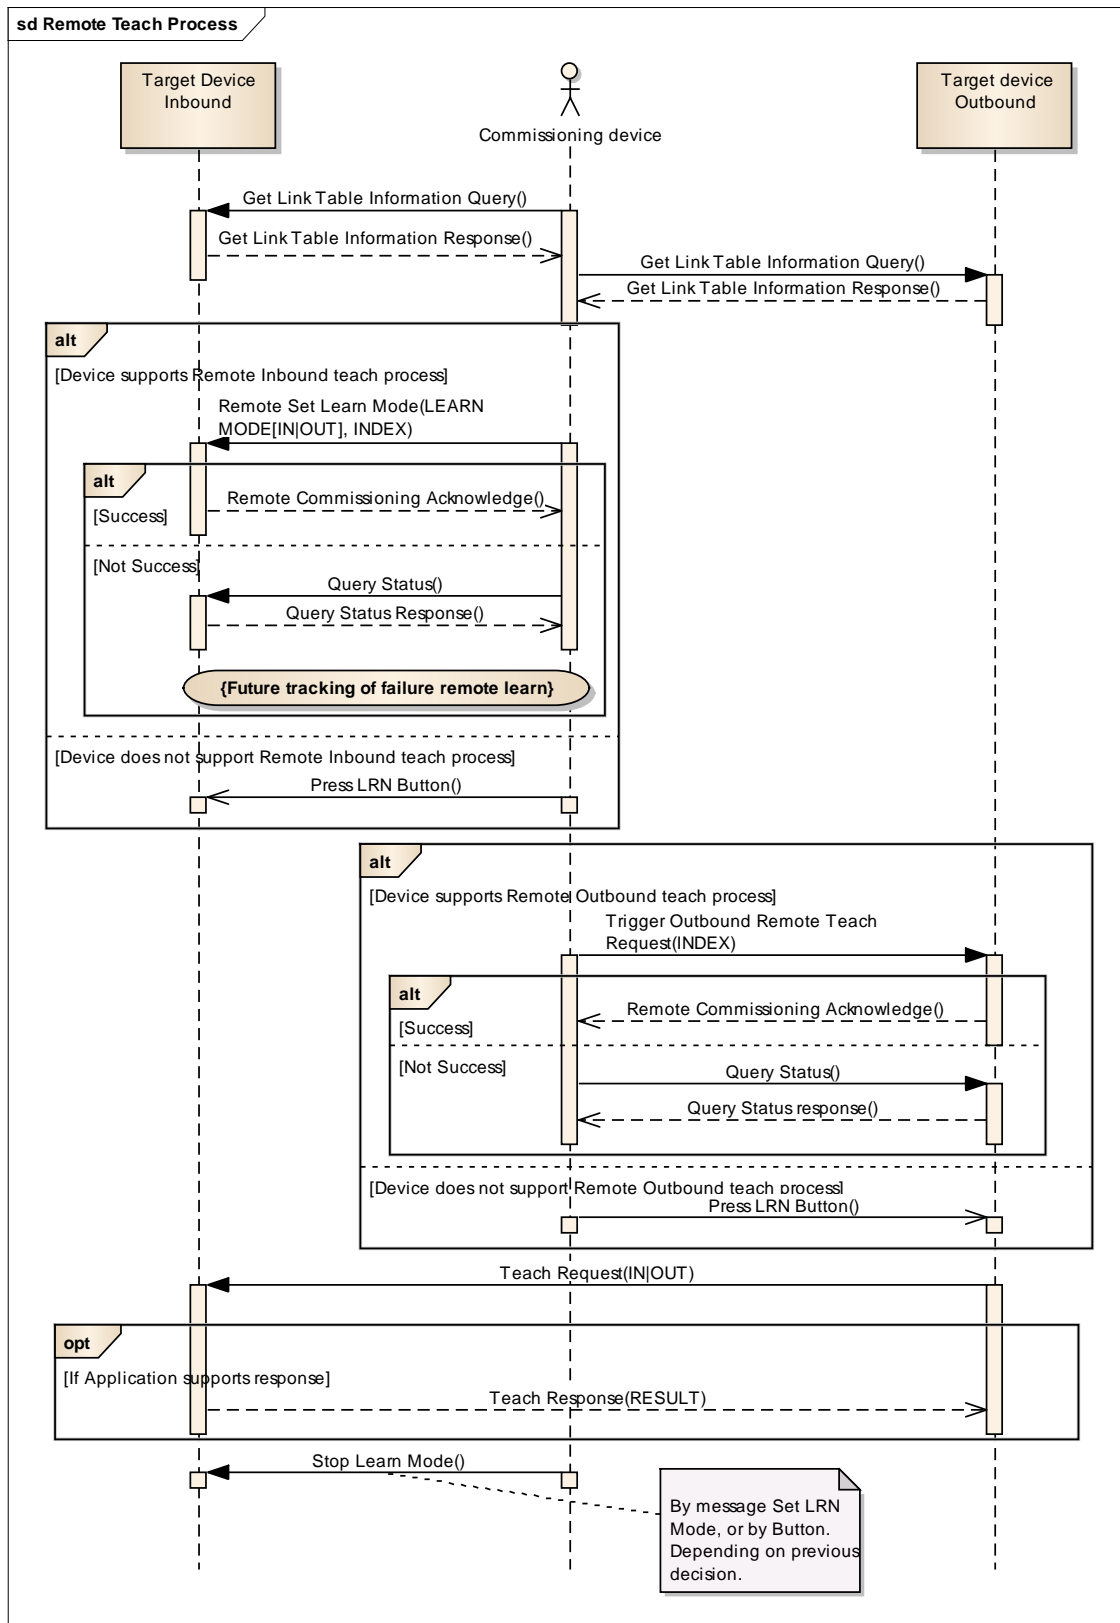 sd Remote Teach Process
Target Device
Inbound
Commissioning device
Target device
Outbound
Get Link Table Information Query()
Get Link Table Information Response()
Get Link Table Information Query()
Get Link Table Information Response()
alt
[Device supports Remote Inbound teach process]
Remote Set Learn Mode(LEARN
MODE[IN|OUT], INDEX)
alt
Remote Commissioning Acknowledge()
[Success]
[Not Success]
Query Status()
Query Status Response()
{Future tracking of failure remote learn}
[Device does not support Remote Inbound teach process]
Press LRN Button()
alt
[Device supports Remote Outbound teach process]
Trigger Outbound Remote Teach
Request(INDEX)
alt
Remote Commissioning Acknowledge()
[Success]
[Not Success]
Query Status()
Query Status response()
[Device does not support Remote Outbound teach process]
Press LRN Button()
Teach Request(IN|OUT)
opt
[If Application supports response]
Teach Response(RESULT)
Stop Learn Mode()
By message Set LRN
Mode, or by Button.
Depending on previous
decision.